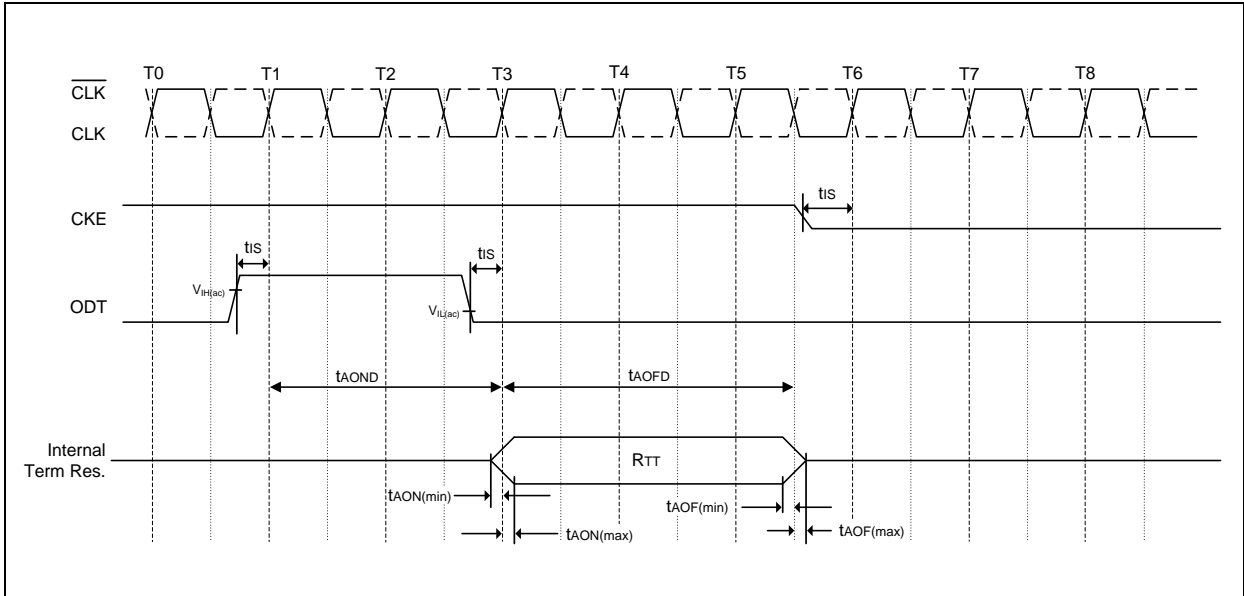 T0 T1 T2 T3 T4 T5 T6 T7 T8
CLK
CLK
CKE
tIS
tIS
tIS
VIH(ac)
ODT
VIL(ac)
tAOND
tAOFD
Internal
Term Res.
RTT
tAON(min)
tAOF(min)
tAON(max)
tAOF(max)